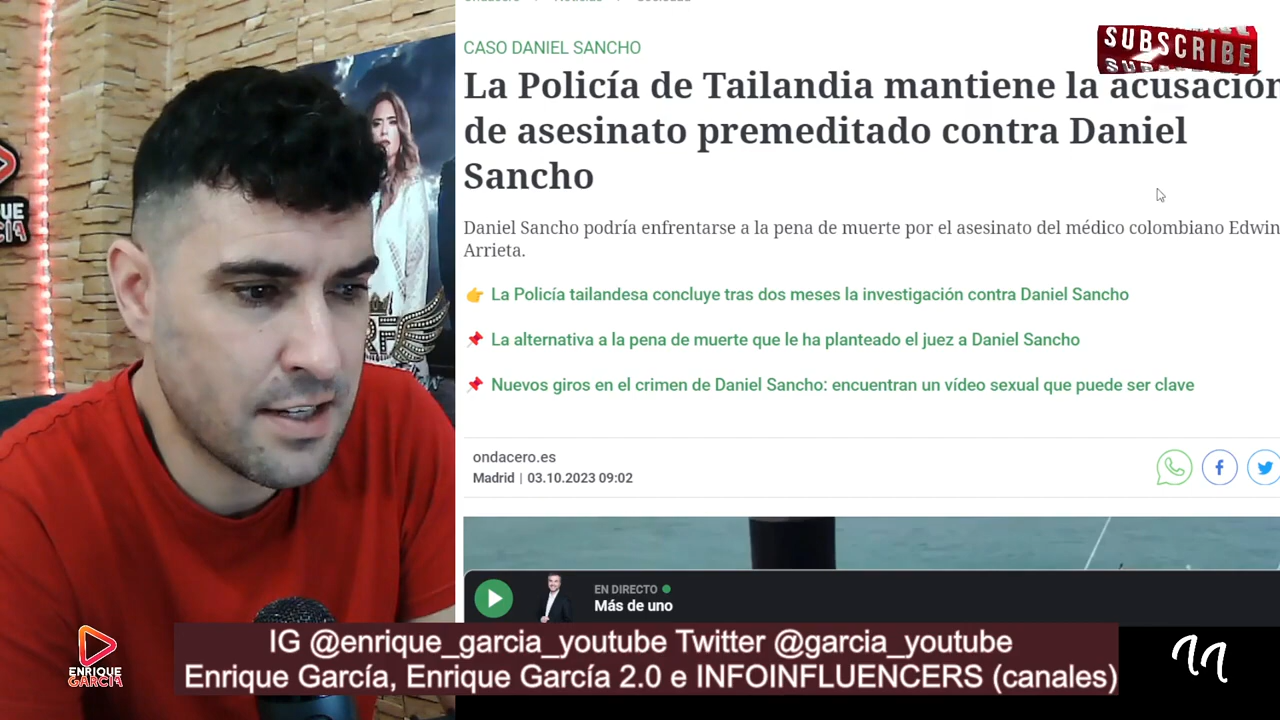 SUBSCRIBE
CASO DANIEL SANCHO
La Policía de Tailandia mantiene la acusación
de asesinato premeditado contra Daniel
Sancho
Daniel Sancho podría enfrentarse a la pena de muerte por el asesinato del médico colombiano Edwin
Arrieta.
La Policía tailandesa concluye tras dos meses la investigación contra Daniel Sancho
La alternativa a la pena de muerte que le ha planteado el juez a Daniel Sancho
Nuevos giros en el crimen de Daniel Sancho: encuentran un vídeo sexual que puede ser clave
ondacero.es
Madrid | 03.10.2023 09:02
EN DIRECTO
Más de uno
IG @enrique_garcia_youtube Twitter @garcia_youtube
Enrique García, Enrique García 2.0 e INFOINFLUENCERS (canales)
ENRIQUE
GARCIA